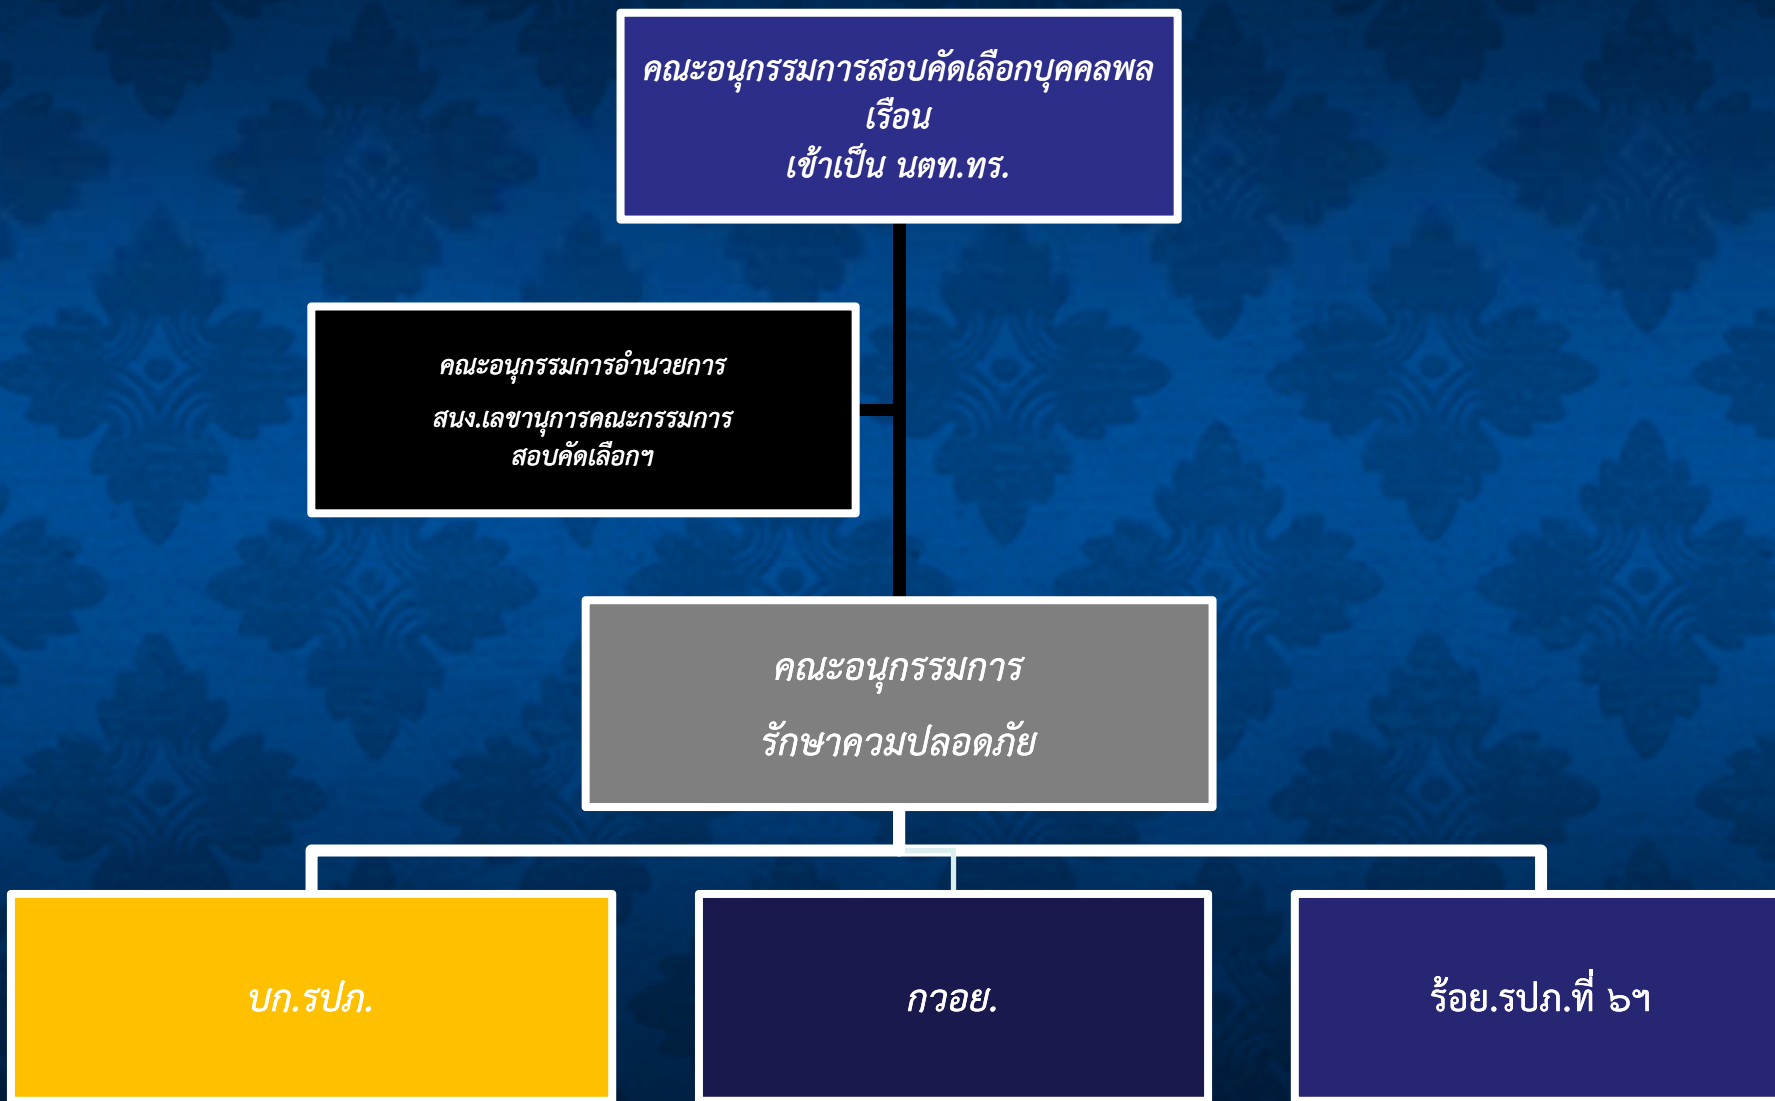 คณะอนุกรรมการสอบคัดเลือกบุคคลพล
เรือน
เข้าเป็น นตท.ทร.
คณะอนุกรรมการอำนวยการ
สนง.เลขานุการคณะกรรมการ
สอบคัดเลือกฯ
คณะอนุกรรมการ
รักษาควมปลอดภัย
บก.รปภ.
กวอย.
ร้อย.รปภ.ที่ ๖ฯ